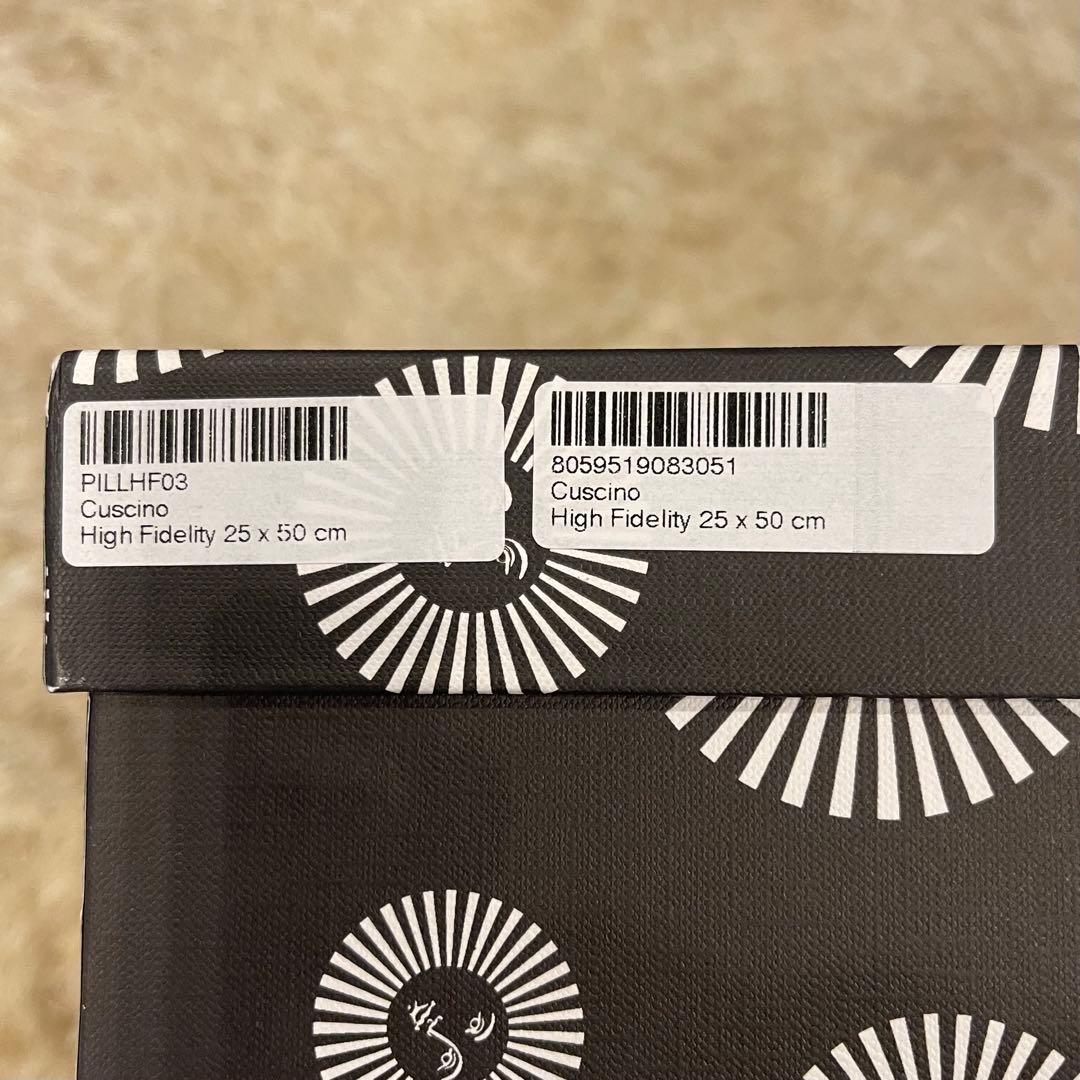 PILLHF03
Cuscino
High Fidelity 25 x 50 cm
8059519083051
Cuscino
High Fidelity 25 x 50 cm